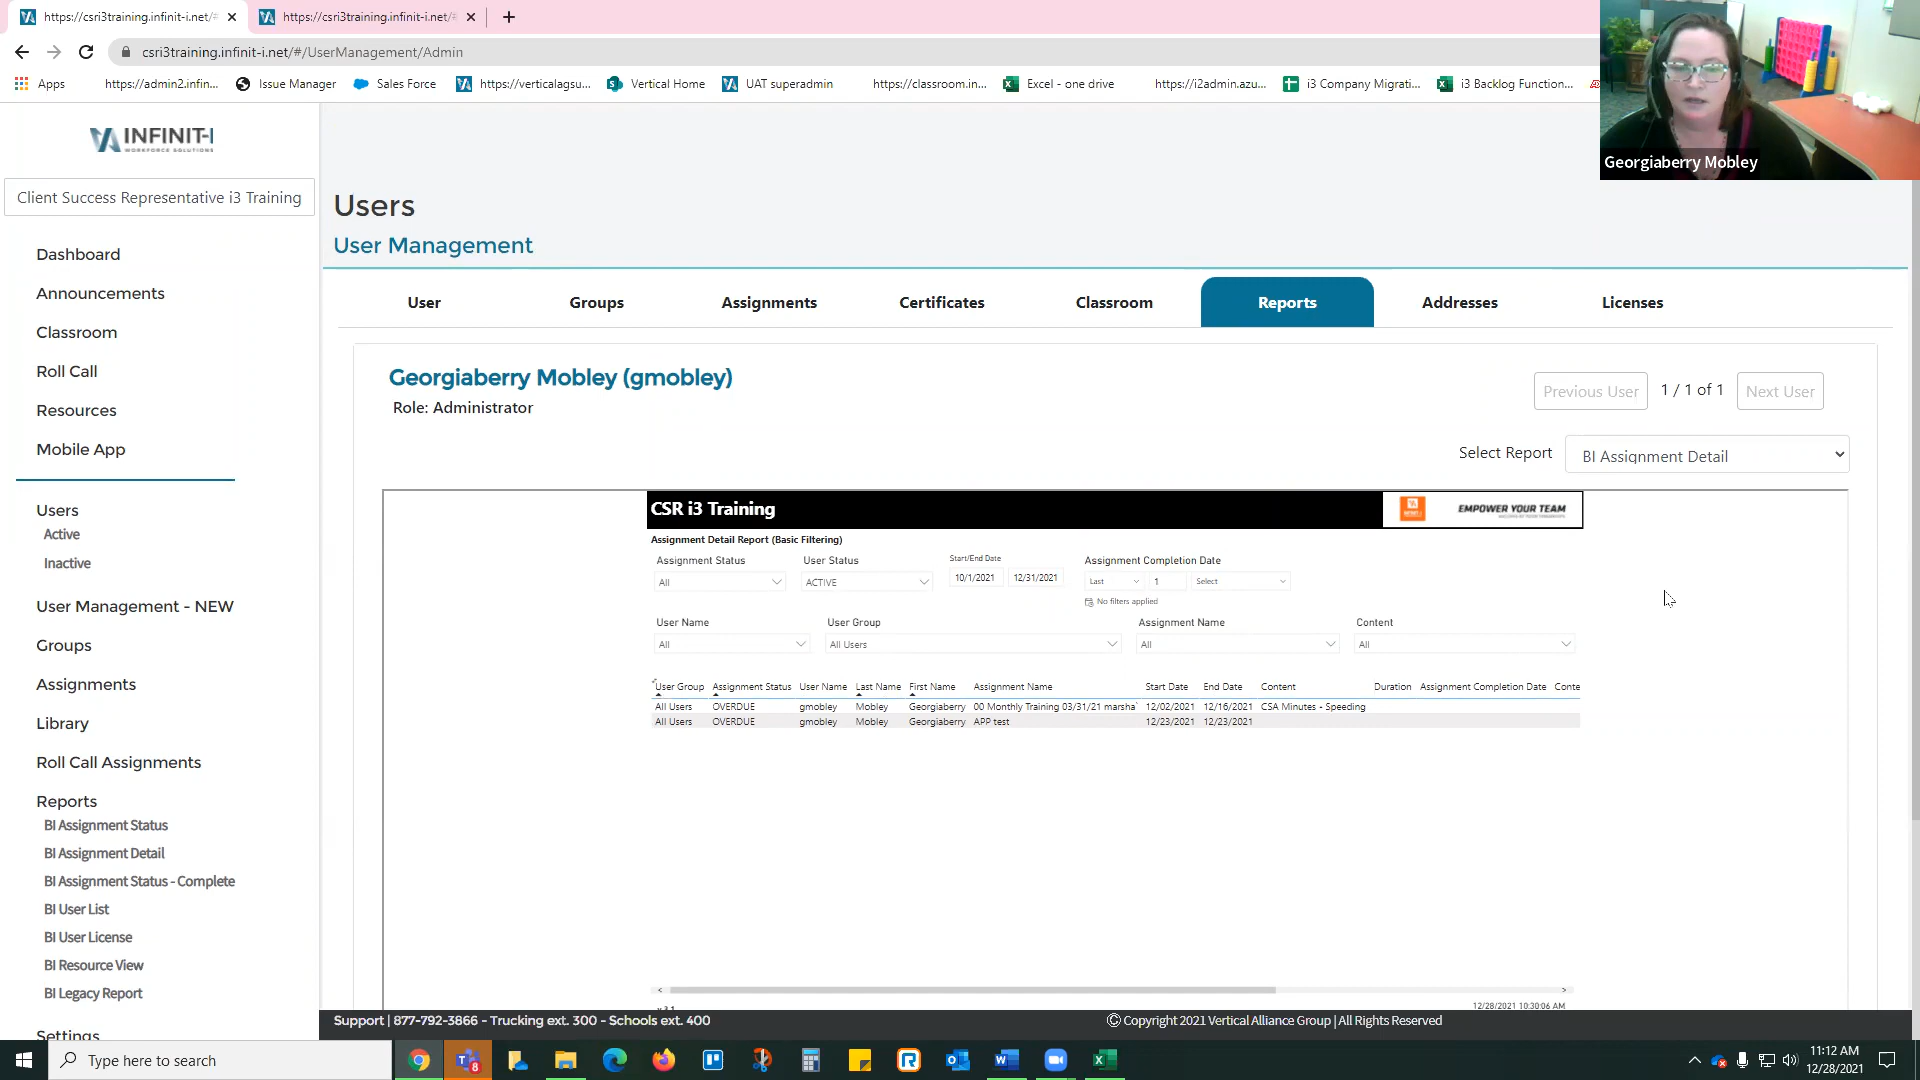 https://csri3training.infinit-i.net/#
https://csri3training.infinit-i.net/#
csri3training.infinit-i.net/#/UserManagement/Admin
Apps
https://admin2.infin...
Issue Manager
Sales Force
https://verticalagsu...
Vertical Home
UAT superadmin
https://classroom.in...
Excel - one drive
https://i2admin.azu...
i3 Company Migrati...
i3 Backlog Function...
Georgiaberry Mobley
INFINIT-I
WORKFORCE SOLUTIONS
Client Success Representative i3 Training
Dashboard
Announcements
Classroom
Roll Call
Resources
Mobile App
Users
Active
Inactive
User Management - NEW
Groups
Assignments
Library
Roll Call Assignments
Reports
BI Assignment Status
BI Assignment Detail
BI Assignment Status - Complete
BI User List
BI User License
BI Resource View
BI Legacy Report
Settings
Users
User Management
User Groups Assignments Certificates Classroom Reports Addresses Licenses
Georgiaberry Mobley (gmobley)
Role: Administrator
Previous User 1 / 1 of 1 Next User
Select Report BI Assignment Detail
CSR i3 Training
EMPOWER YOUR TEAM
Assignment Detail Report (Basic Filtering)
Assignment Status User Status Start/End Date Assignment Completion Date
All ACTIVE 10/1/2021 12/31/2021 Last 1 Select
No filters applied
User Name User Group Assignment Name Content
All All Users All All
User Group Assignment Status User Name Last Name First Name Assignment Name Start Date End Date Content Duration Assignment Completion Date Conte
All Users OVERDUE gmobley Mobley Georgiaberry 00 Monthly Training 03/31/21 marsha 12/02/2021 12/16/2021 CSA Minutes - Speeding
All Users OVERDUE gmobley Mobley Georgiaberry APP test 12/23/2021 12/23/2021
12/28/2021 10:30:06 AM
Support | 877-792-3866 - Trucking ext. 300 - Schools ext. 400
© Copyright 2021 Vertical Alliance Group | All Rights Reserved
Type here to search
11:12 AM
12/28/2021